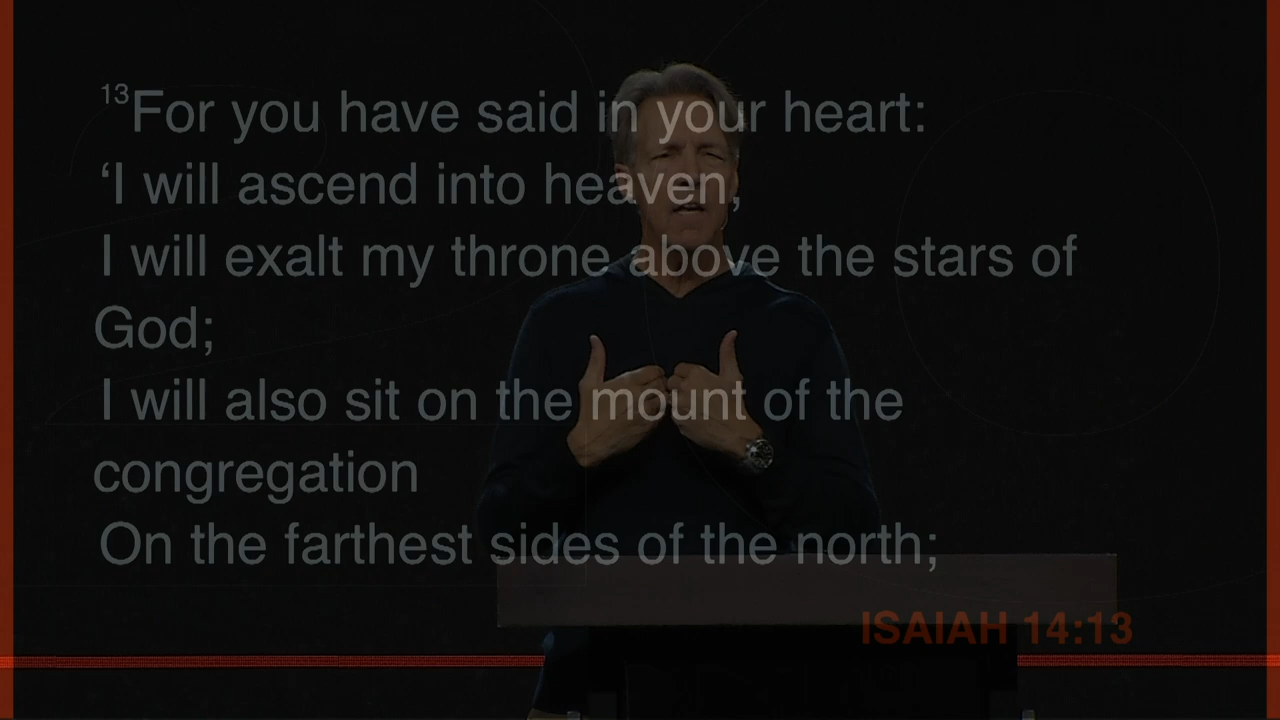 13For you have said in your heart:
‘I will ascend into heaven,
I will exalt my throne above the stars of
God;
I will also sit on the mount of the
congregation
On the farthest sides of the north;
ISAIAH 14:13